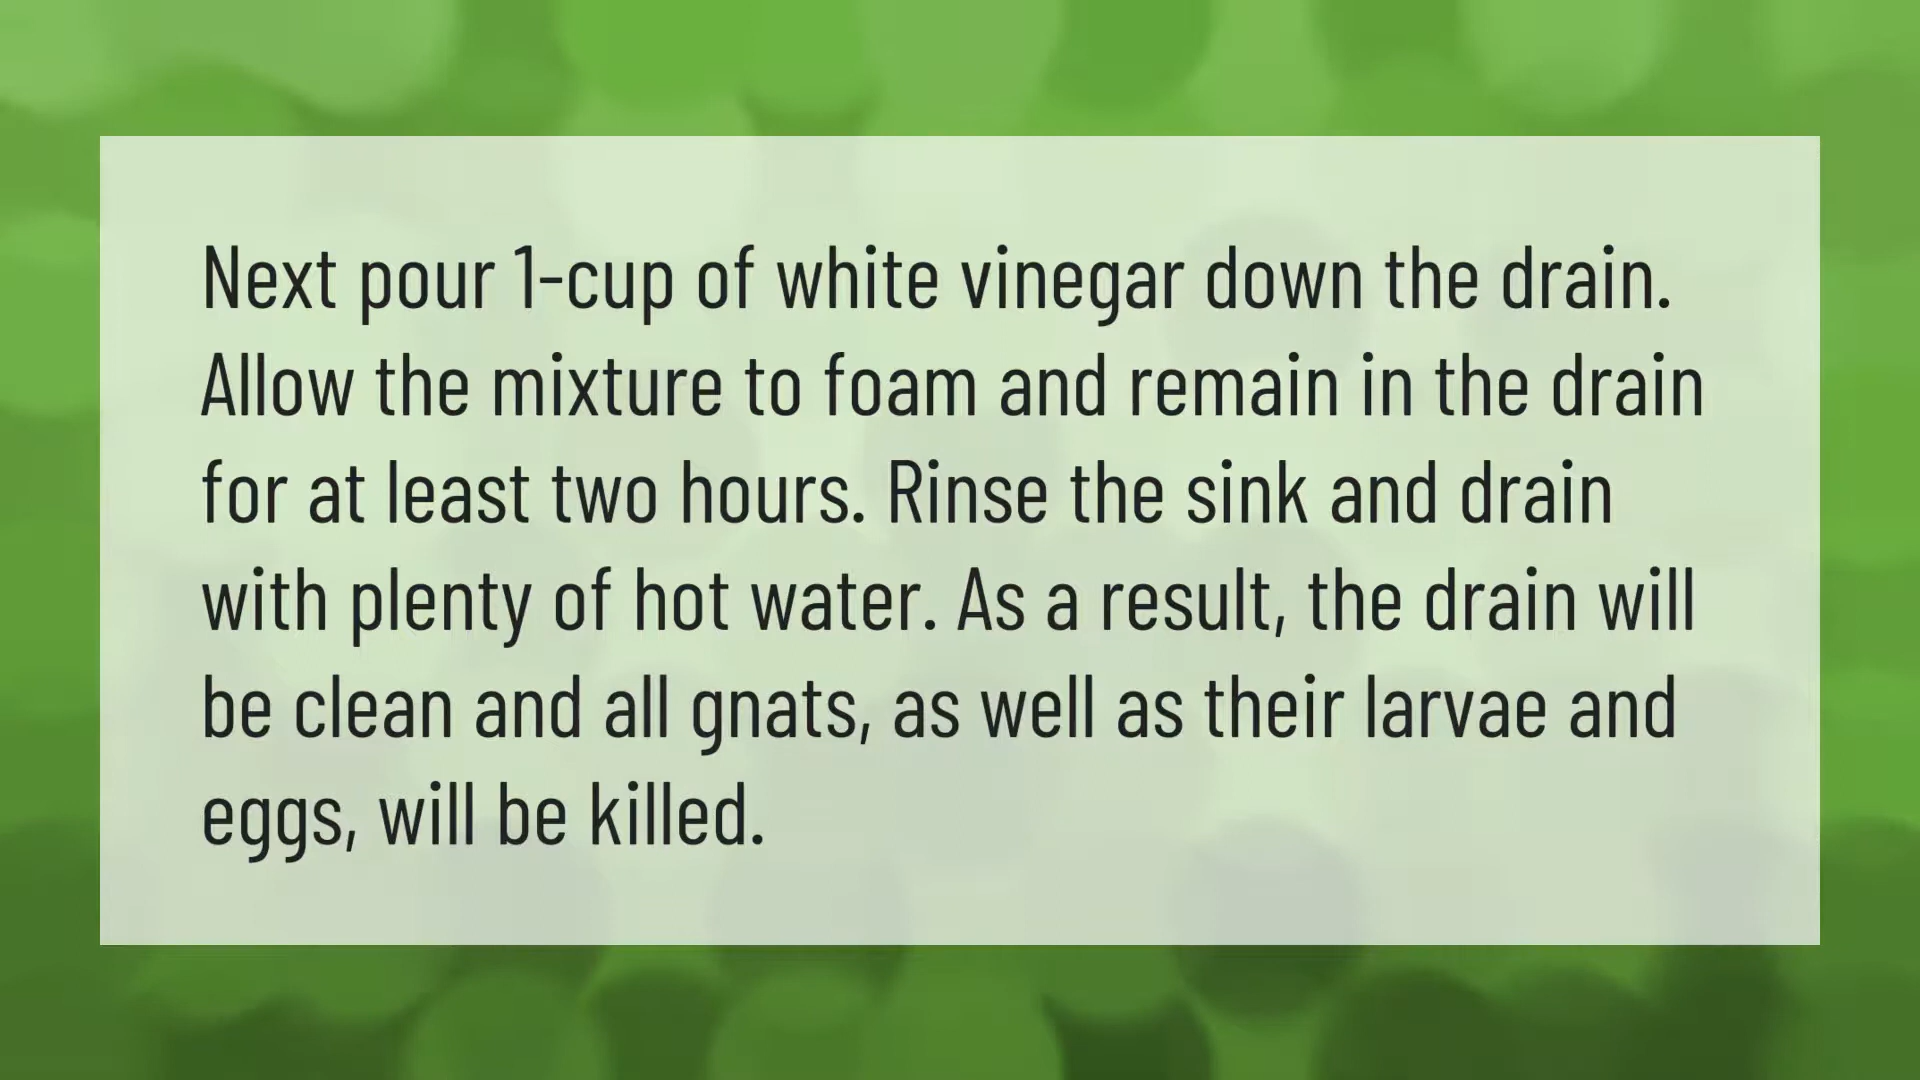 Next pour 1-cup of white vinegar down the drain.
Allow the mixture to foam and remain in the drain
for at least two hours. Rinse the sink and drain
with plenty of hot water. As a result, the drain will
be clean and all gnats, as well as their larvae and
eggs, will be killed.